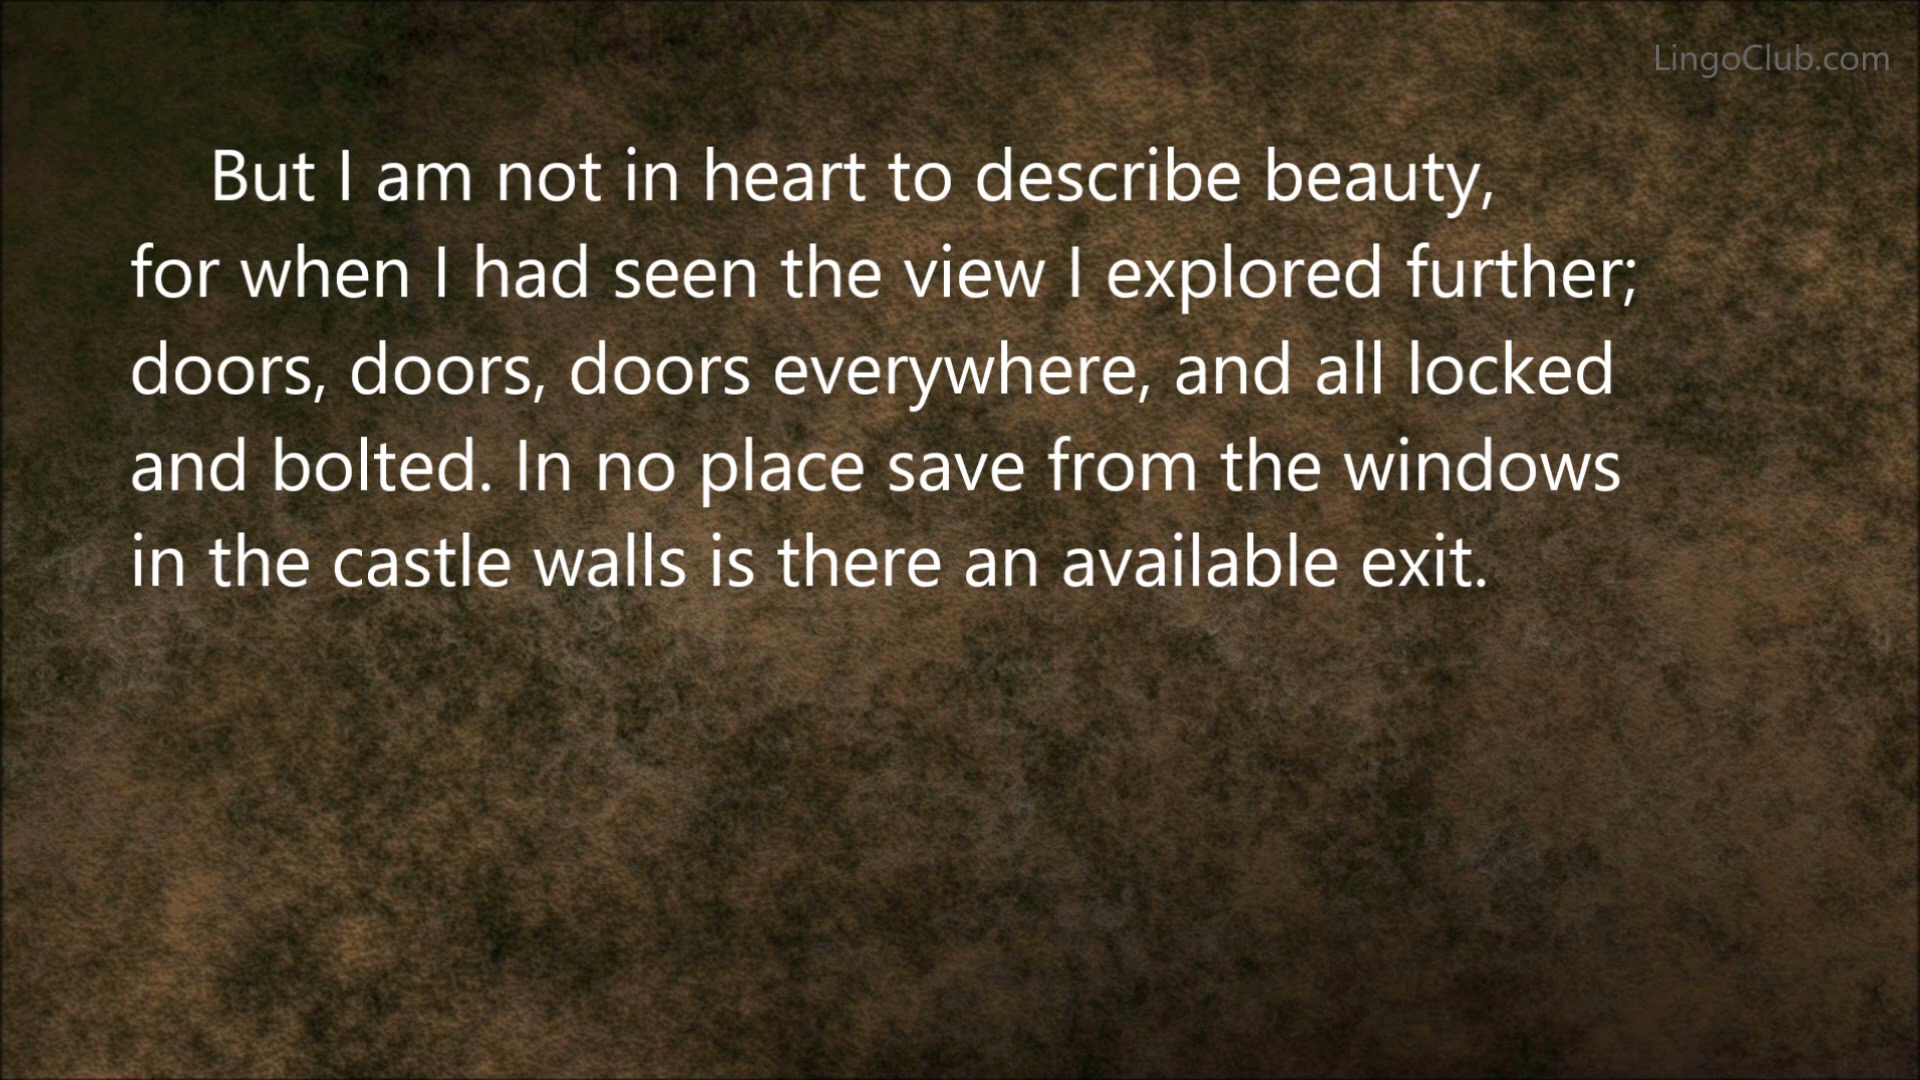 LingoClub.com
But I am not in heart to describe beauty,
for when I had seen the view I explored further;
doors, doors, doors everywhere, and all locked
and bolted. In no place save from the windows
in the castle walls is there an available exit.